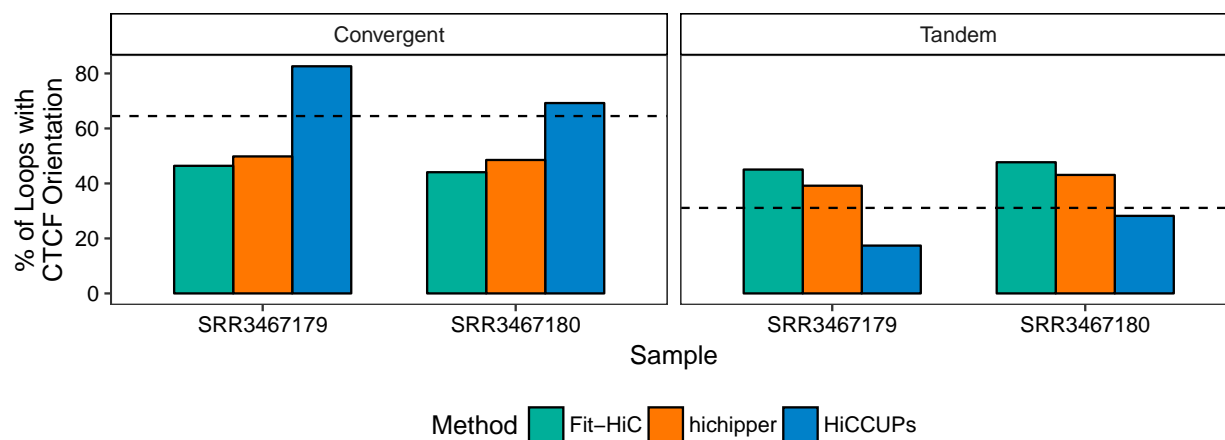 Convergent
Tandem
% of Loops with
CTCF Orientation
80
60
40
20
0
SRR3467179
SRR3467180
SRR3467179
SRR3467180
Sample
Method Fit−HiC hichipper HiCCUPs